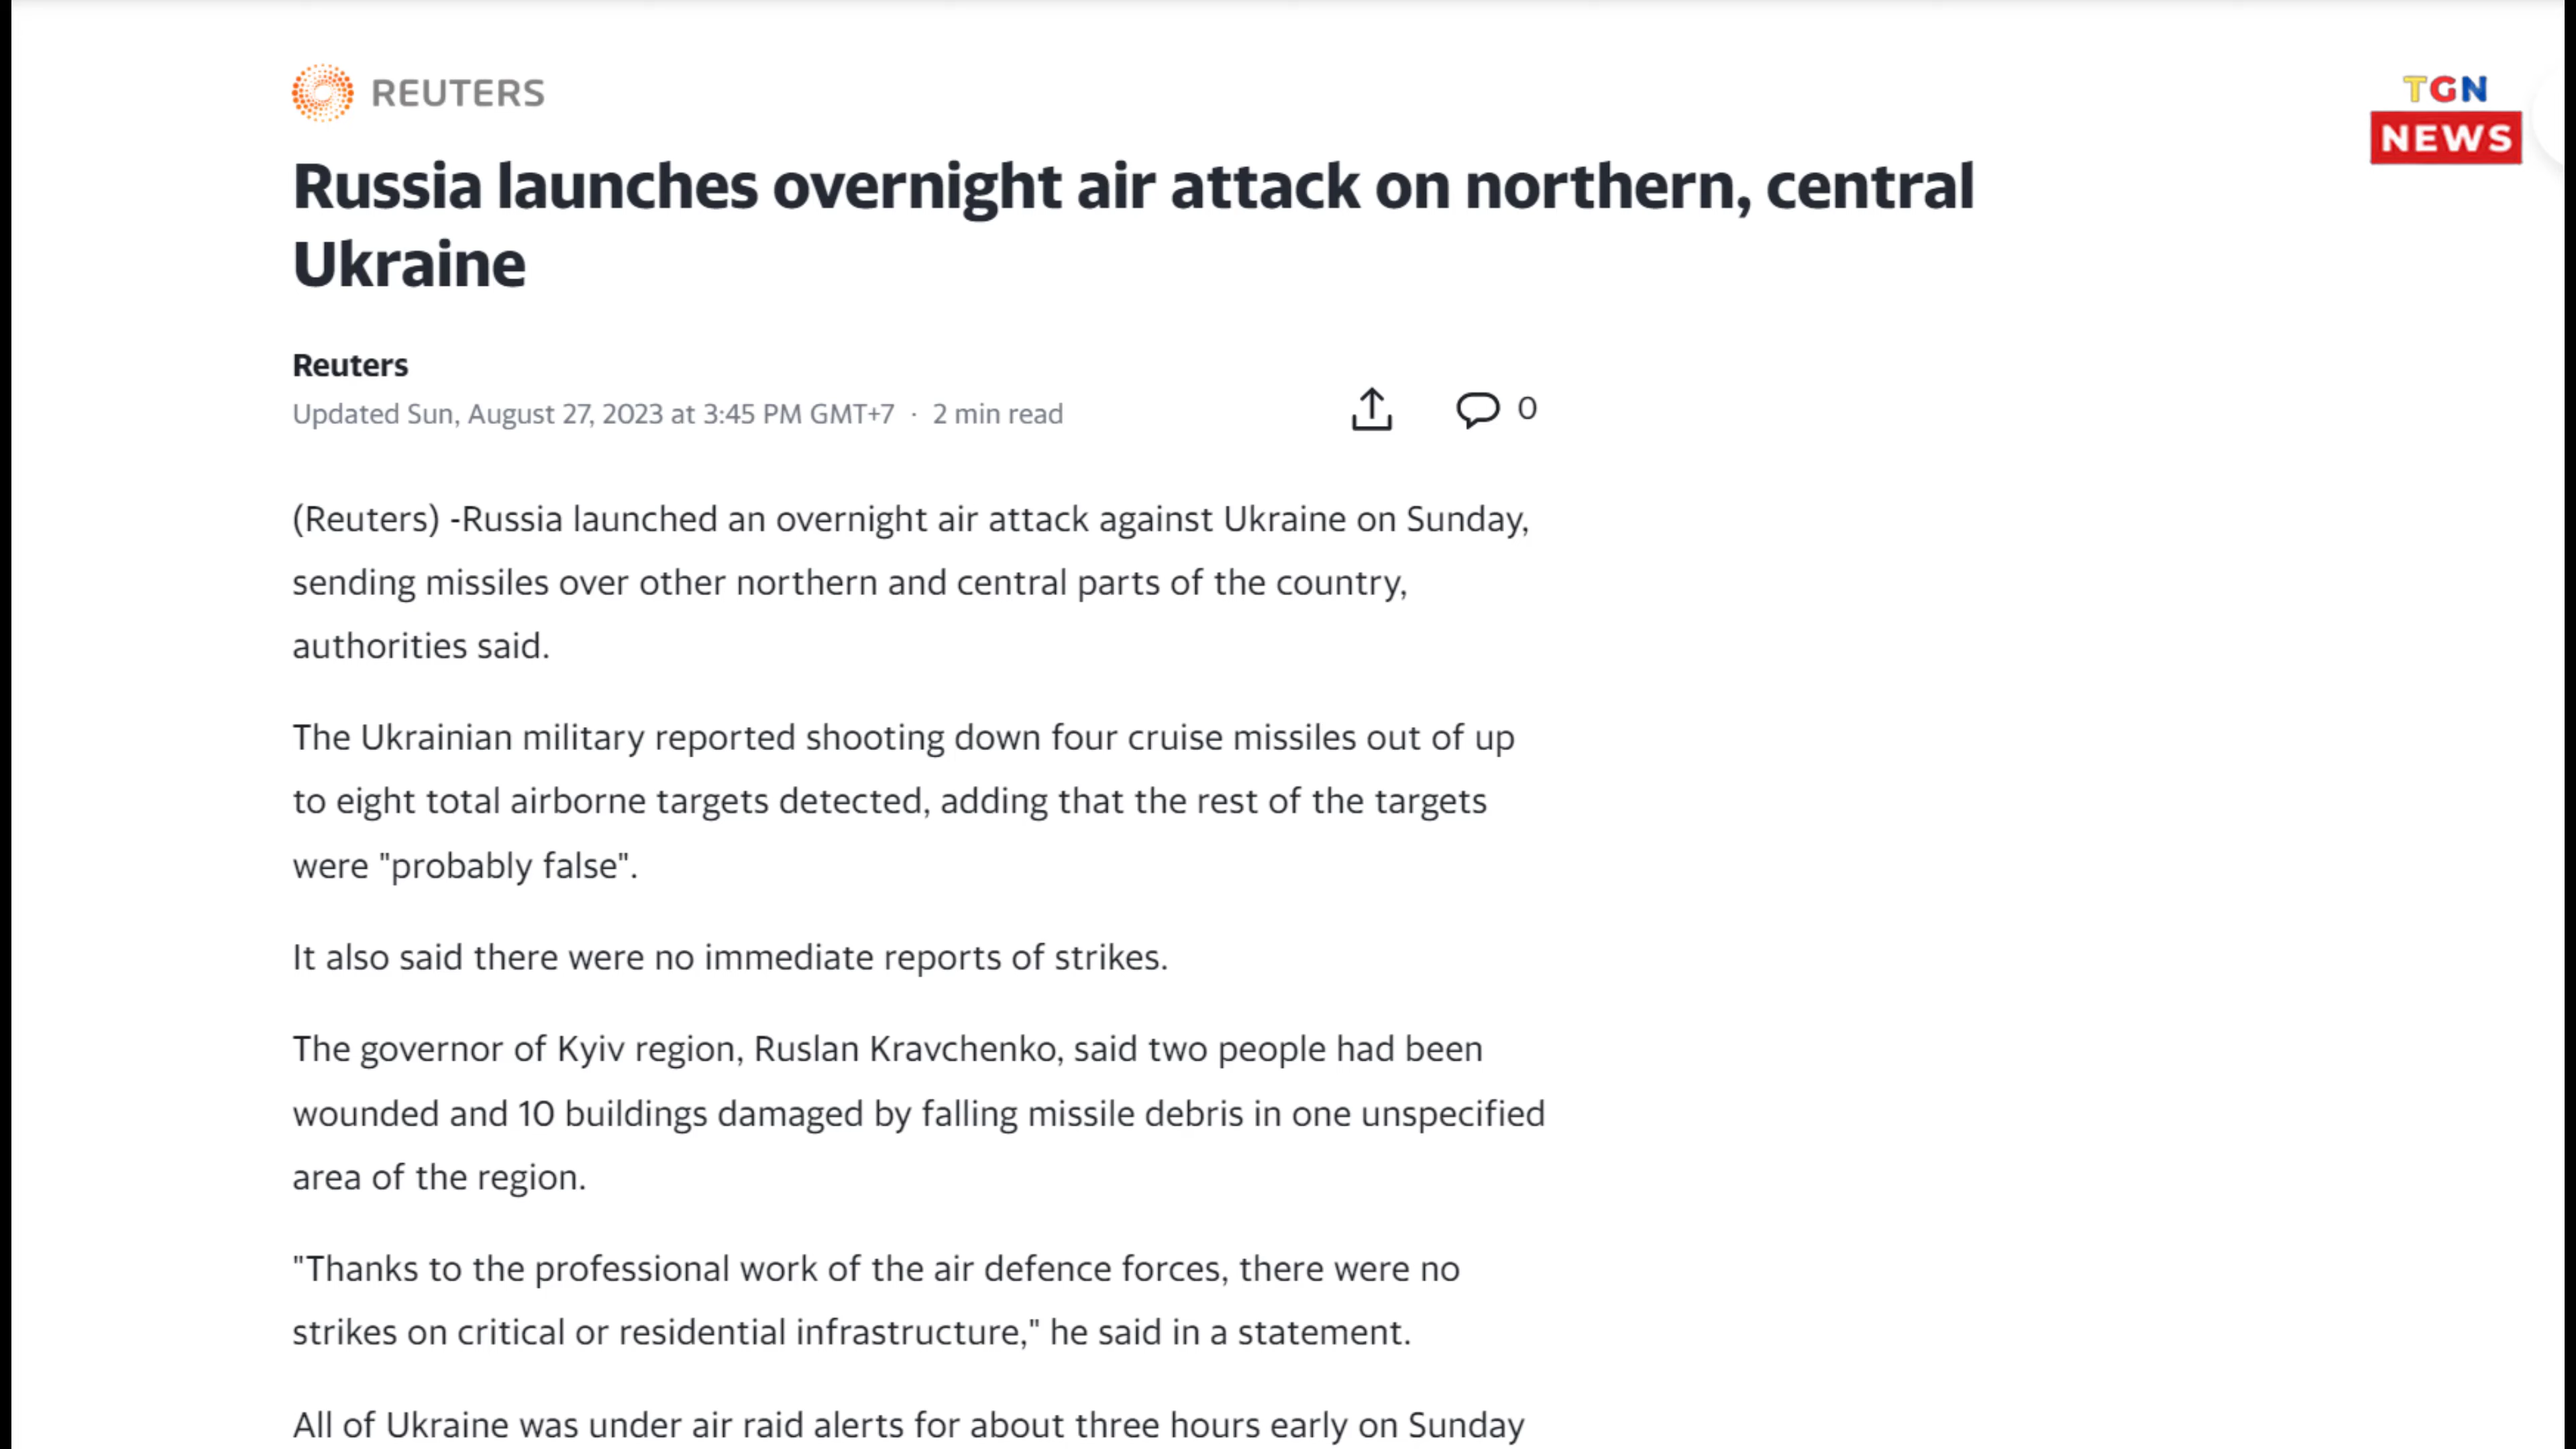 REUTERS
TGN
NEWS
Russia launches overnight air attack on northern, central
Ukraine
Reuters
Updated Sun, August 27, 2023 at 3:45 PM GMT+7 · 2 min read
0
(Reuters) -Russia launched an overnight air attack against Ukraine on Sunday,
sending missiles over other northern and central parts of the country,
authorities said.
The Ukrainian military reported shooting down four cruise missiles out of up
to eight total airborne targets detected, adding that the rest of the targets
were "probably false".
It also said there were no immediate reports of strikes.
The governor of Kyiv region, Ruslan Kravchenko, said two people had been
wounded and 10 buildings damaged by falling missile debris in one unspecified
area of the region.
"Thanks to the professional work of the air defence forces, there were no
strikes on critical or residential infrastructure," he said in a statement.
All of Ukraine was under air raid alerts for about three hours early on Sunday